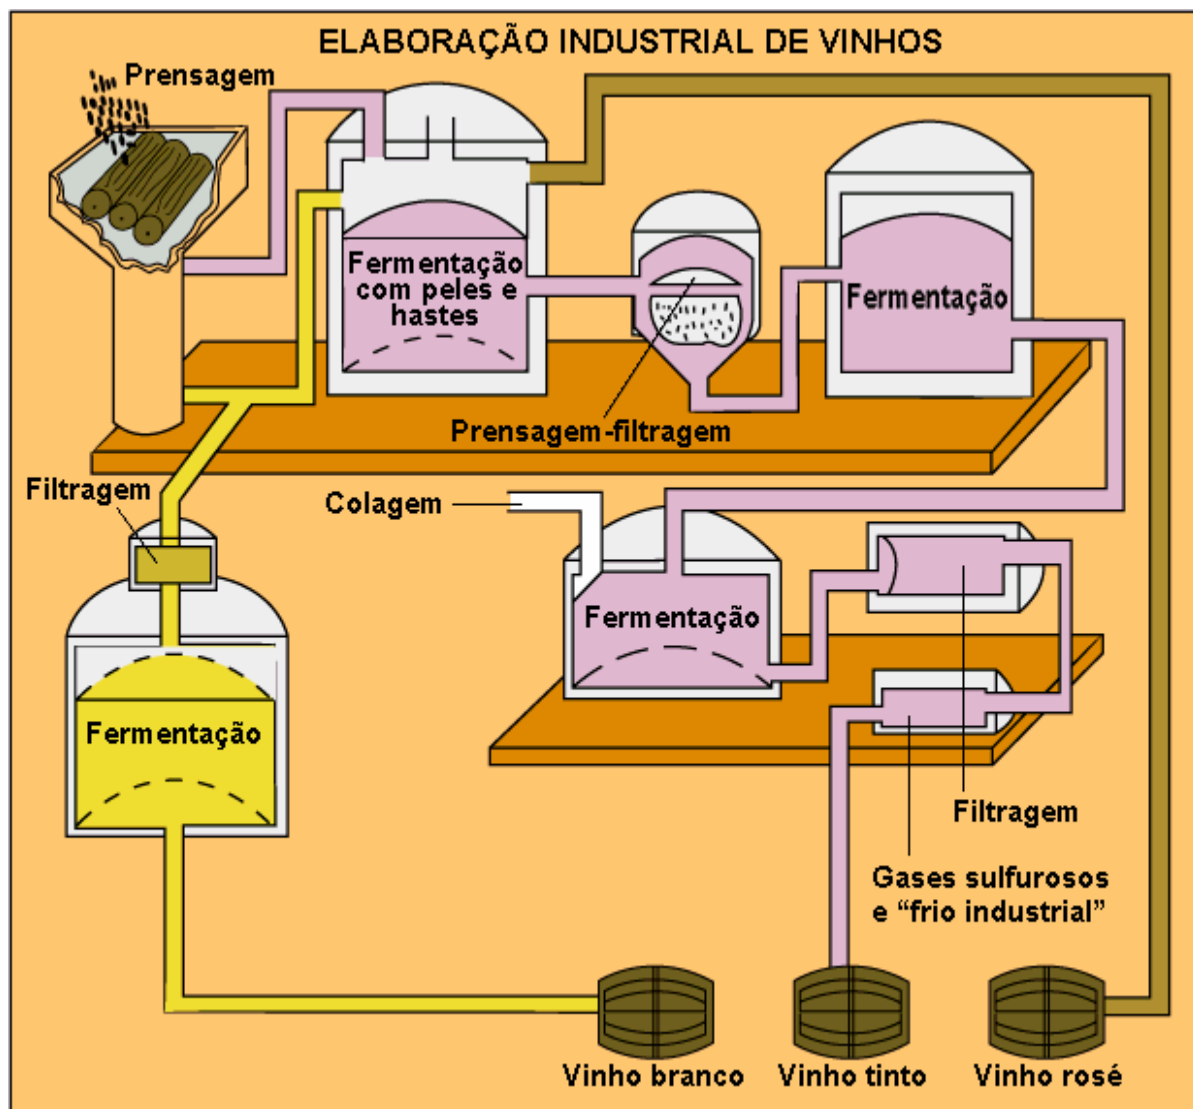 ELABORAÇÃO INDUSTRIAL DE VINHOS
Prensagem
Fermentação
com peles e
hastes
Fermentação
Prensagem-filtragem
Filtragem
Colagem
Fermentação
Fermentação
Filtragem
Gases sulfurosos
e “frio industrial”
Vinho branco
Vinho tinto
Vinho rosé